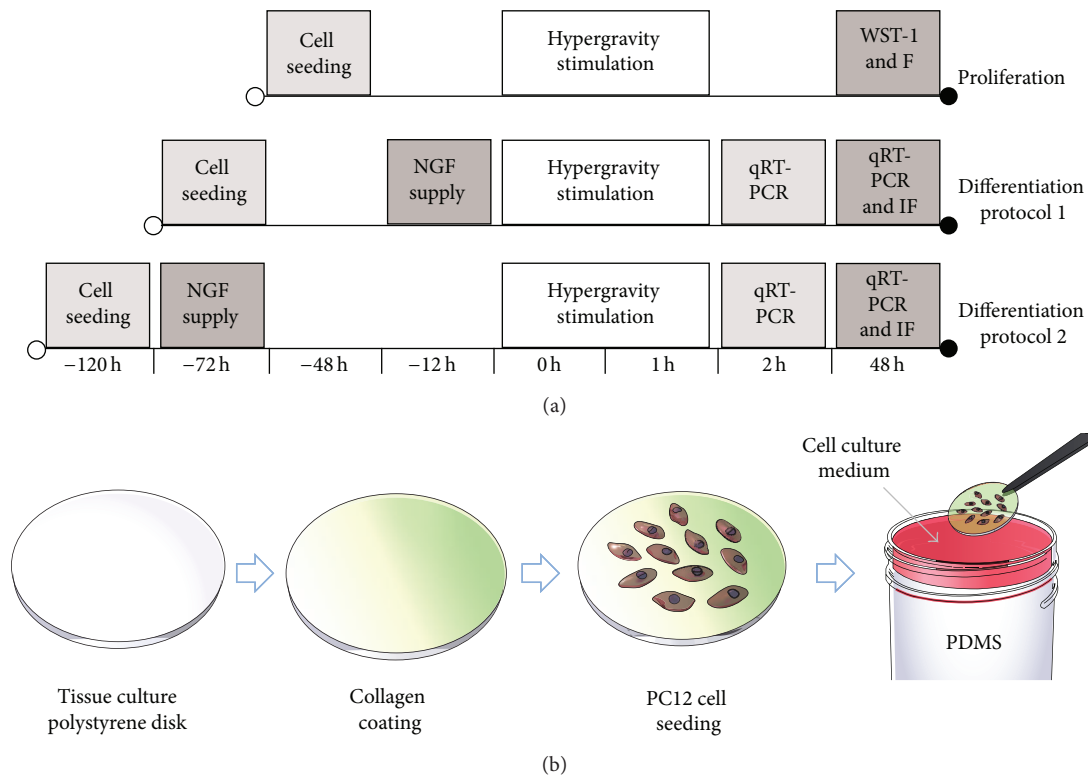 Cell
seeding
Hypergravity
stimulation
WST-1
and F
Proliferation
Cell
seeding
NGF
supply
Hypergravity
stimulation
qRT-
PCR
qRT-
PCR
and IF
Differentiation
protocol 1
Cell
seeding
NGF
supply
Hypergravity
stimulation
qRT-
PCR
qRT-
PCR
and IF
Differentiation
protocol 2
−120 h −72 h −48 h −12 h 0 h 1 h 2 h 48 h
(a)
Cell culture
medium
PDMS
Tissue culture
polystyrene disk
Collagen
coating
PC12 cell
seeding
(b)